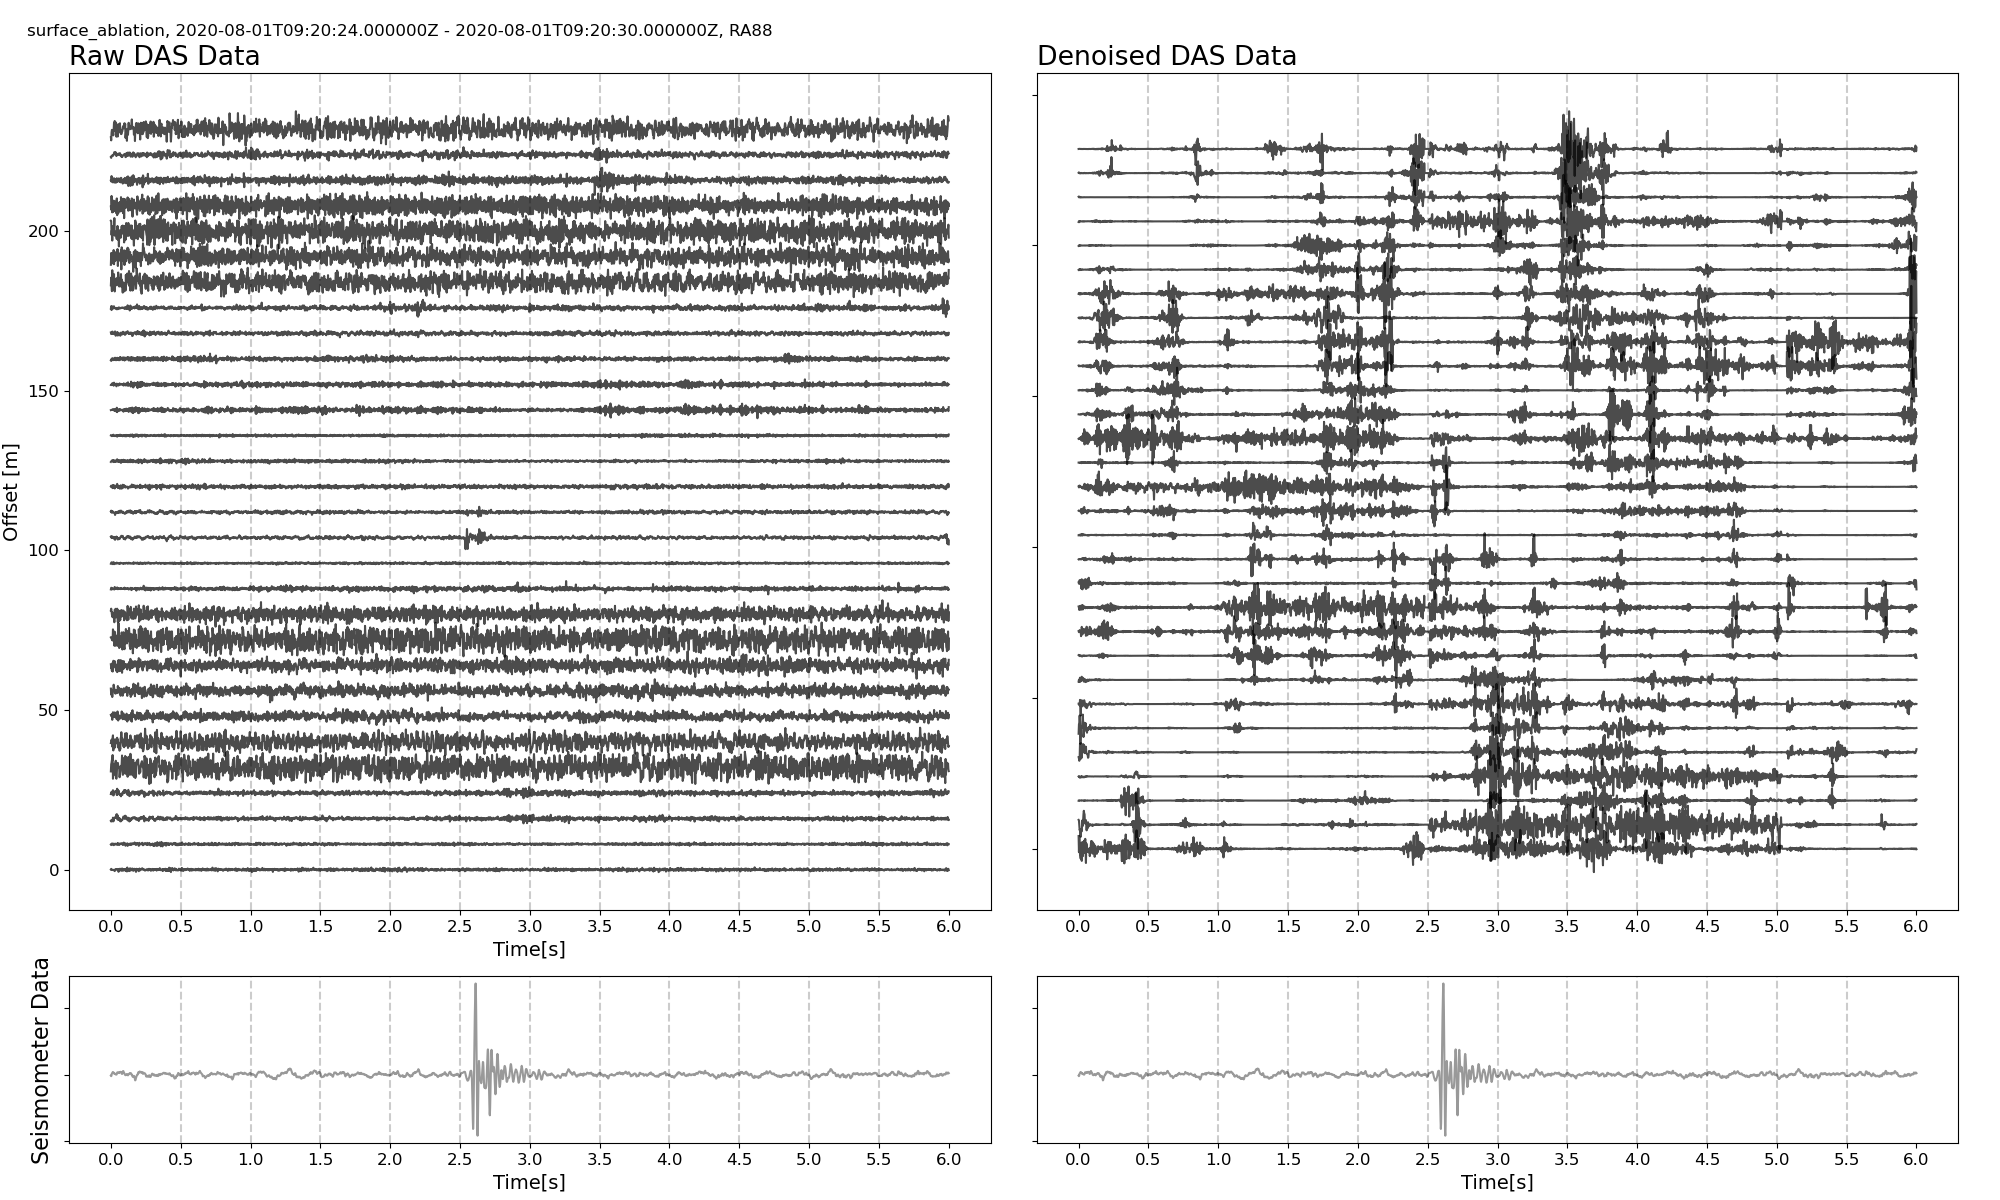 surface_ablation, 2020-08-01T09:20:24.000000Z - 2020-08-01T09:20:30.000000Z, RA88
Raw DAS Data
Denoised DAS Data
Offset [m]
200
150
100
50
0
0.0 0.5 1.0 1.5 2.0 2.5 3.0 3.5 4.0 4.5 5.0 5.5 6.0
Time[s]
0.0 0.5 1.0 1.5 2.0 2.5 3.0 3.5 4.0 4.5 5.0 5.5 6.0
Seismometer Data
0.0 0.5 1.0 1.5 2.0 2.5 3.0 3.5 4.0 4.5 5.0 5.5 6.0
Time[s]
0.0 0.5 1.0 1.5 2.0 2.5 3.0 3.5 4.0 4.5 5.0 5.5 6.0
Time[s]